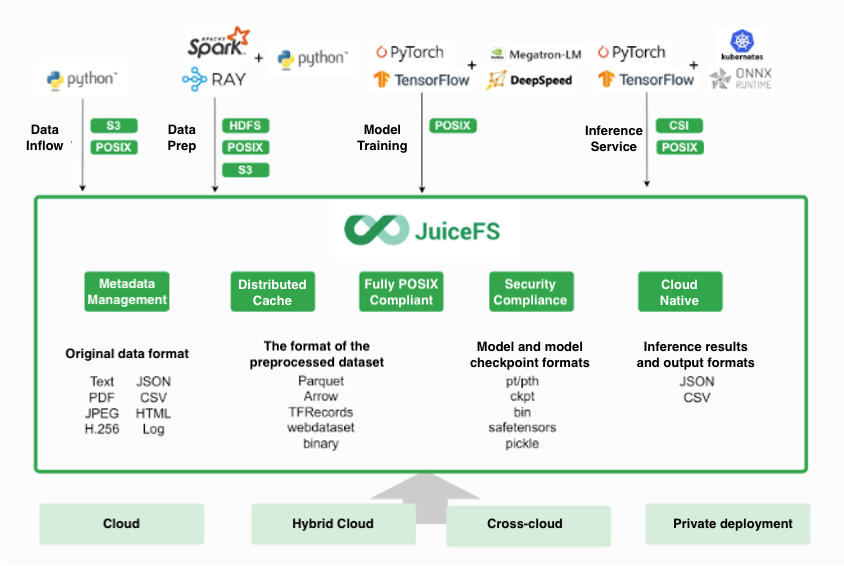 APACHE
Spark
+
python
RAY
python
PyTorch
TensorFlow
+
Megatron-LM
DeepSpeed
PyTorch
TensorFlow
+
kubernetes
ONNX
RUNTIME
Data
Inflow
S3
POSIX
Data
Prep
HDFS
POSIX
S3
Model
Training
POSIX
Inference
Service
CSI
POSIX
JuiceFS
Metadata
Management
Distributed
Cache
Fully POSIX
Compliant
Security
Compliance
Cloud
Native
Original data format
Text JSON
PDF CSV
JPEG HTML
H.256 Log
The format of the
preprocessed dataset
Parquet
Arrow
TFRecords
webdataset
binary
Model and model
checkpoint formats
pt/pth
ckpt
bin
safetensors
pickle
Inference results
and output formats
JSON
CSV
Cloud
Hybrid Cloud
Cross-cloud
Private deployment